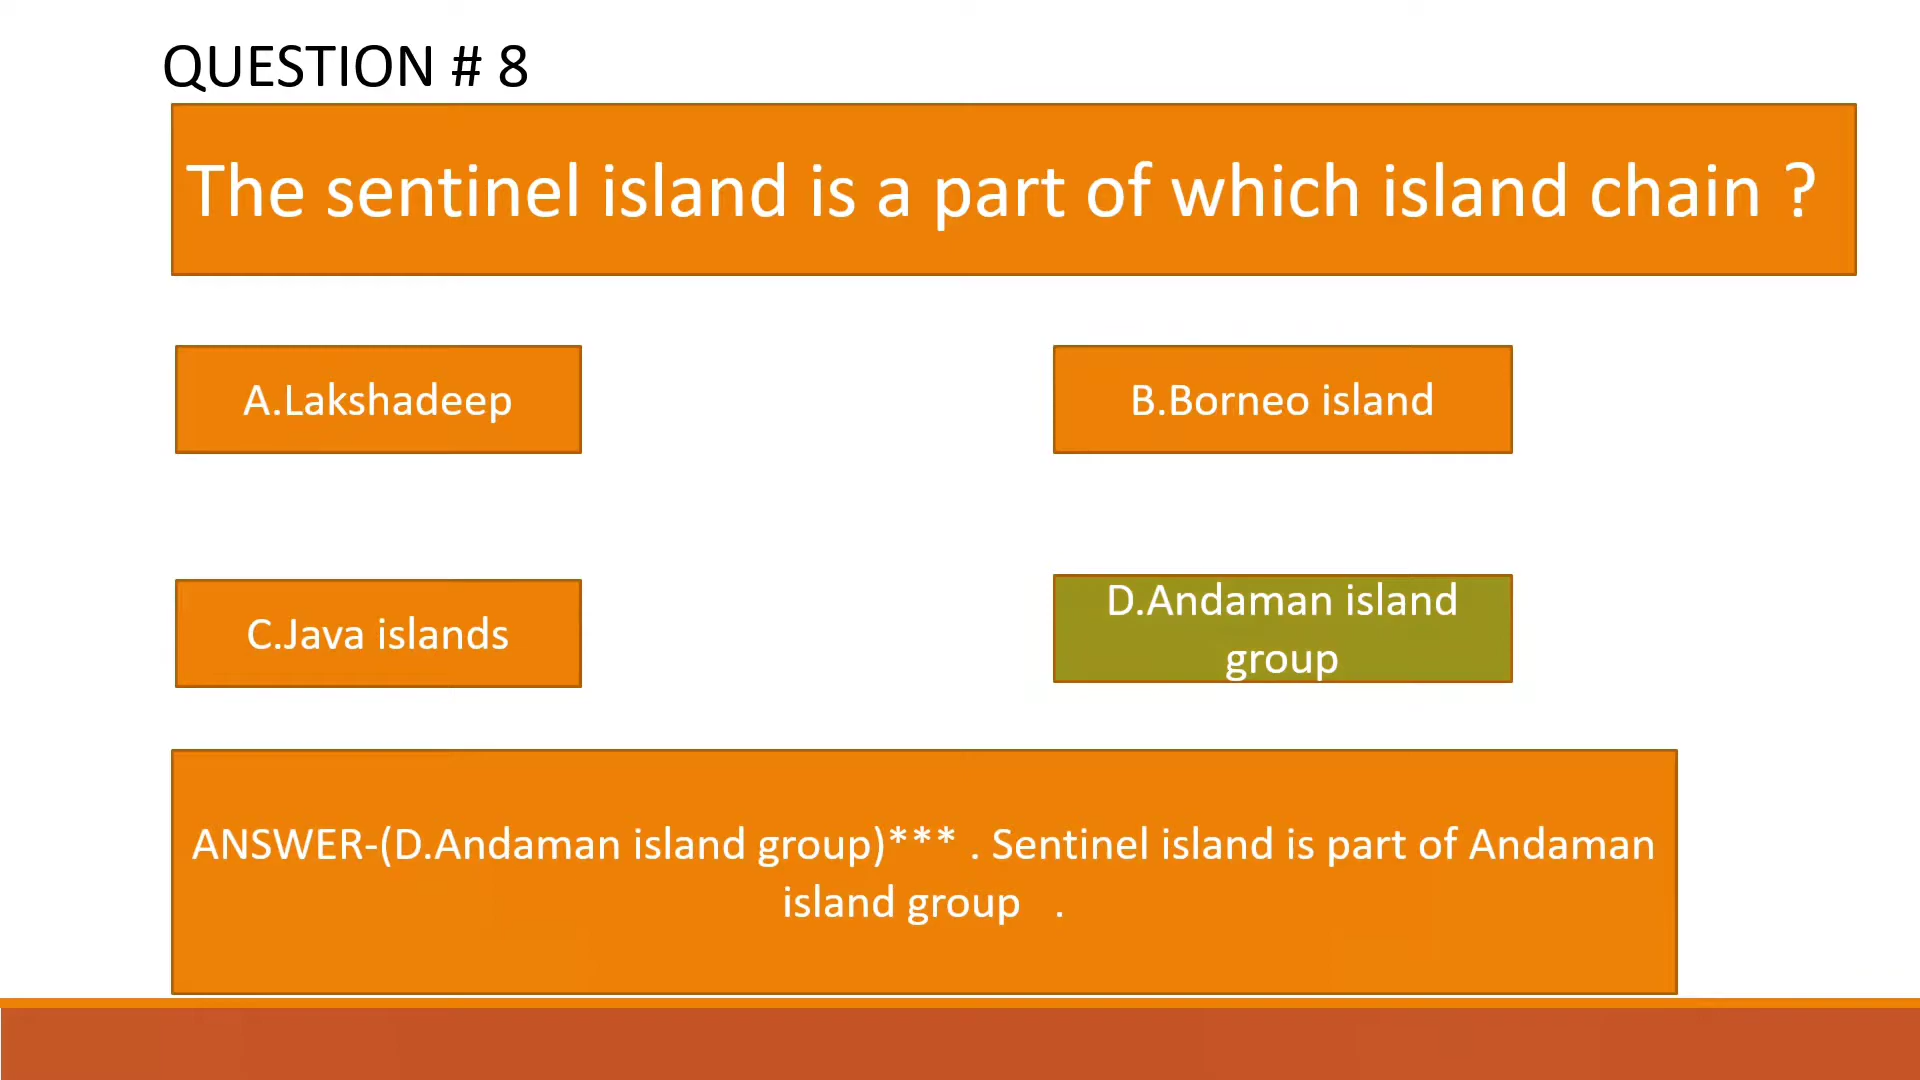 QUESTION # 8
The sentinel island is a part of which island chain ?
A.Lakshadeep
B.Borneo island
C.Java islands
D.Andaman island
group
ANSWER-(D.Andaman island group)*** . Sentinel island is part of Andaman
island group .